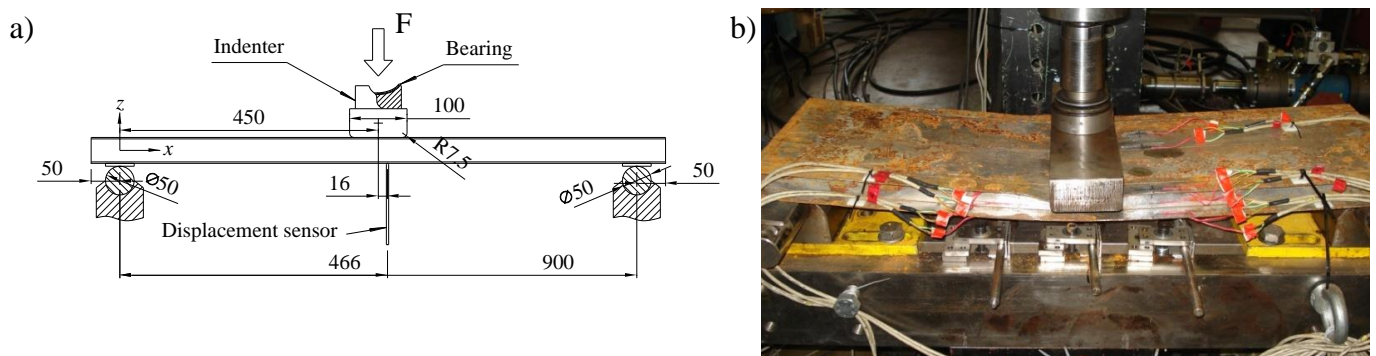 a)
F
b)
Indenter
Bearing
z
450
100
x
R7.5
50
Ø50
16
Ø50
50
Displacement sensor
466
900